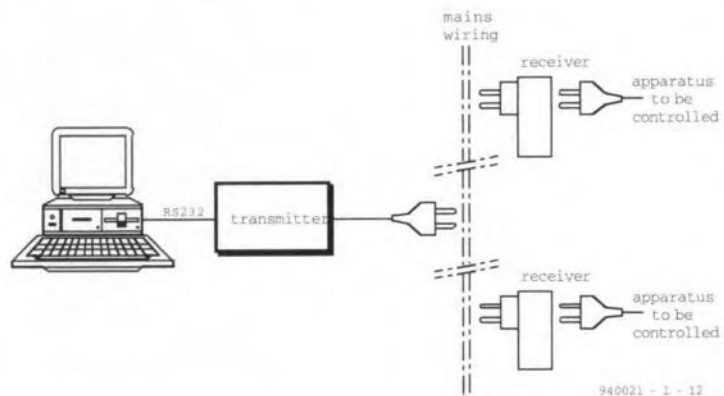 mains
wiring
receiver
apparatus
to be
controlled
RS232
transmitter
receiver
apparatus
to be
controlled
940021 - I - 12